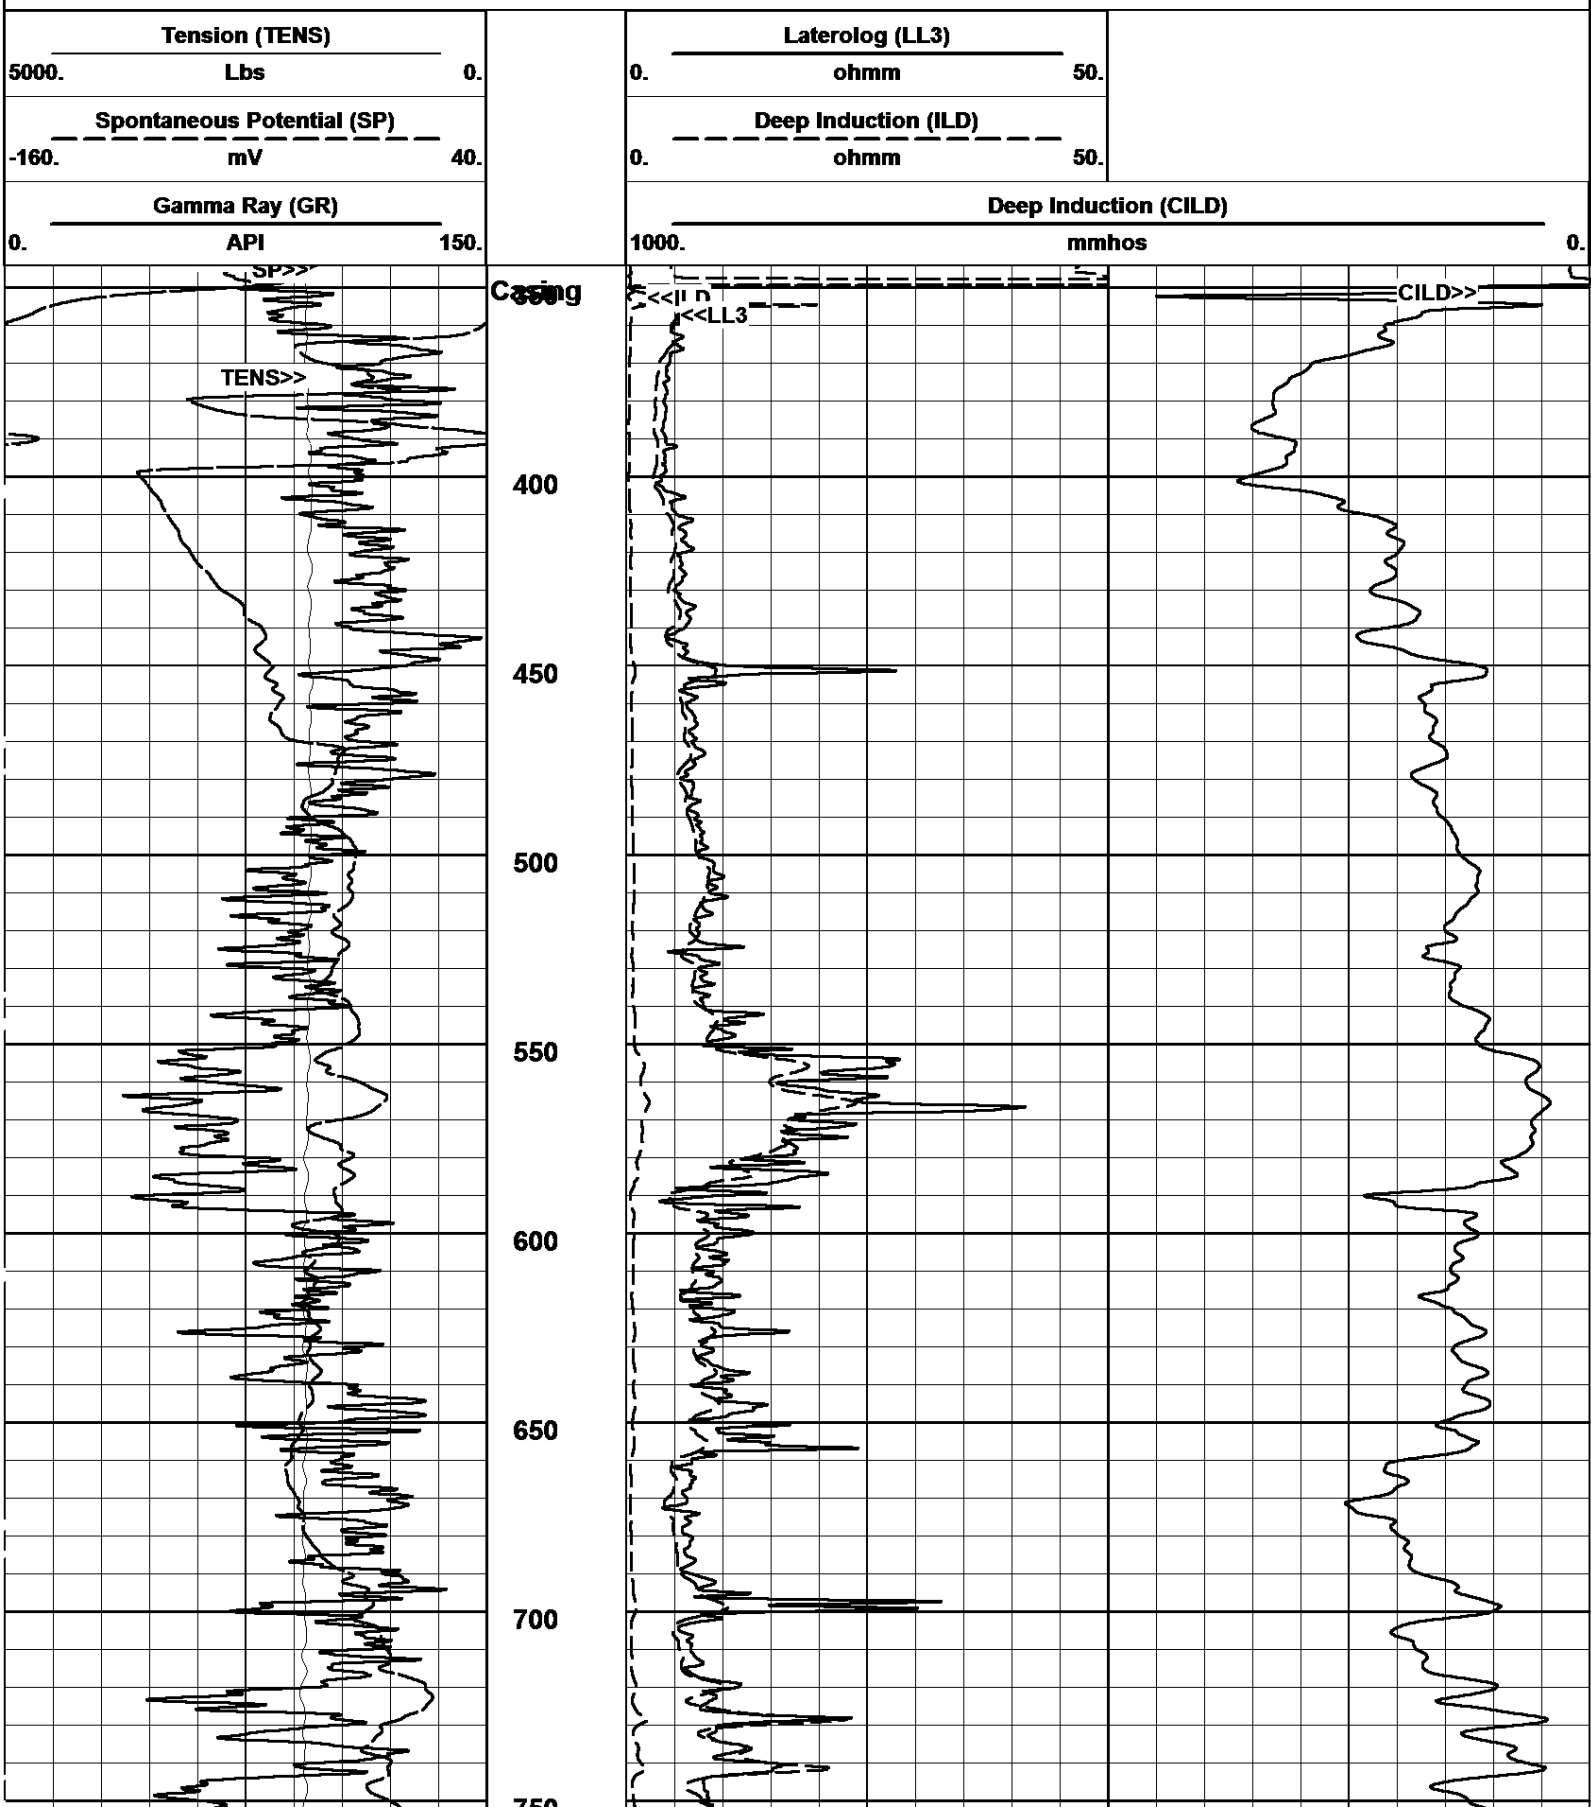 Tension (TENS)
5000. Lbs 0.
Spontaneous Potential (SP)
-160. mV 40.
Gamma Ray (GR)
0. API 150.
Laterolog (LL3)
0. ohmm 50.
Deep Induction (ILD)
0. ohmm 50.
Deep Induction (CILD)
1000. mmhos 0.
SP>>
Casing
<<ILD
CILD>>
<<LL3
TENS>>
400
450
500
550
600
650
700
750